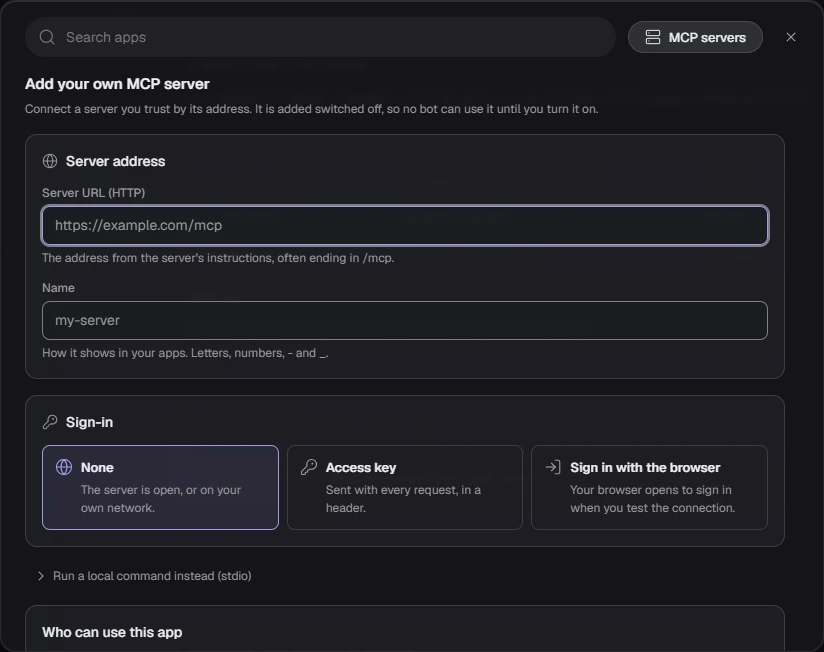 Search apps
MCP servers
Add your own MCP server
Connect a server you trust by its address. It is added switched off, so no bot can use it until you turn it on.
Server address
Server URL (HTTP)
https://example.com/mcp
The address from the server's instructions, often ending in /mcp.
Name
my-server
How it shows in your apps. Letters, numbers, - and _.
Sign-in
None
The server is open, or on your
own network.
Access key
Sent with every request, in a
header.
Sign in with the browser
Your browser opens to sign in
when you test the connection.
Run a local command instead (stdio)
Who can use this app